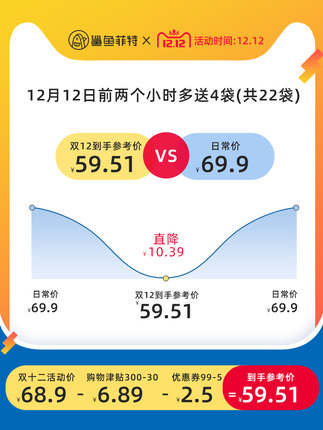 鲨鱼菲特 × 12.12 活动时间:12.12
12月12日前两个小时多送4袋(共22袋)
双12到手参考价 VS 日常价
¥59.51 ¥69.9
直降
¥10.39
日常价 双12到手参考价 日常价
¥69.9 ¥59.51 ¥69.9
双十二活动价 购物津贴300-30 优惠券99-5 到手参考价
¥68.9 - ¥6.89 - ¥2.5 = ¥59.51